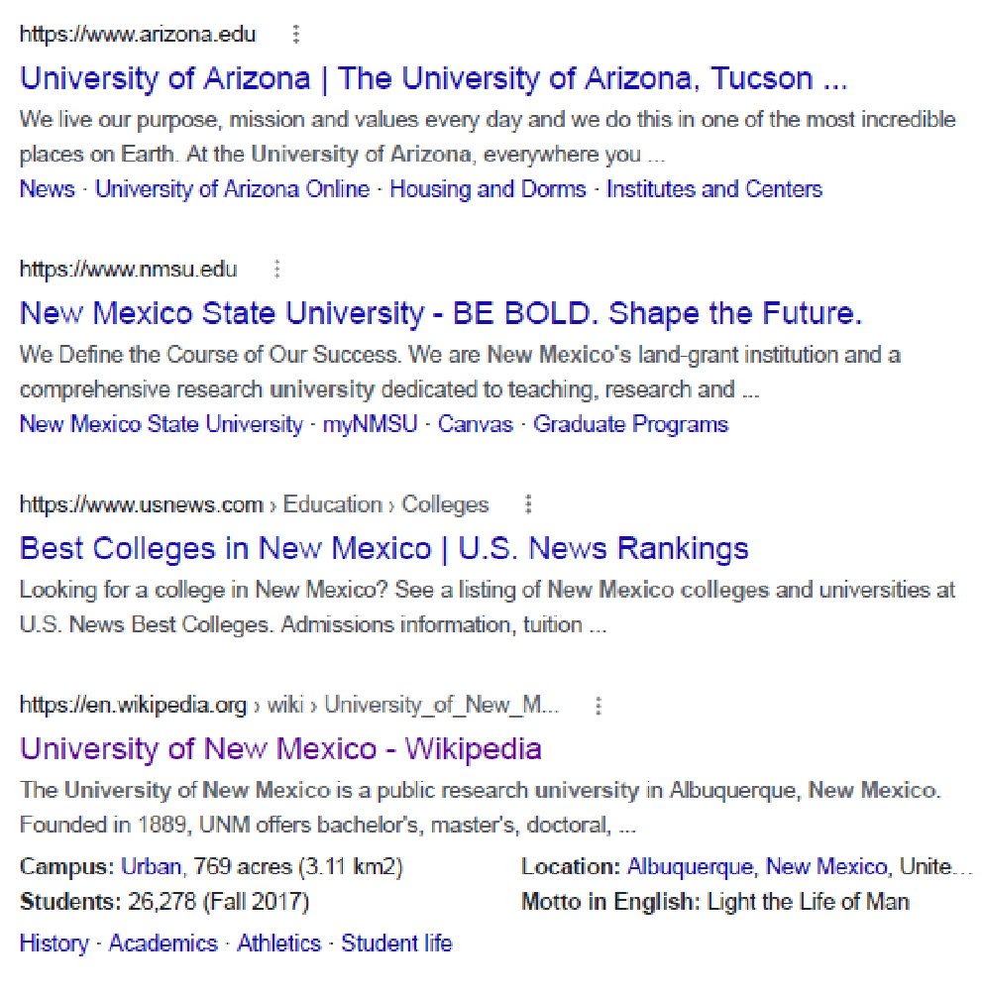 https://www.arizona.edu
University of Arizona | The University of Arizona, Tucson ...
We live our purpose, mission and values every day and we do this in one of the most incredible
places on Earth. At the University of Arizona, everywhere you ...
News · University of Arizona Online · Housing and Dorms · Institutes and Centers
https://www.nmsu.edu
New Mexico State University - BE BOLD. Shape the Future.
We Define the Course of Our Success. We are New Mexico's land-grant institution and a
comprehensive research university dedicated to teaching, research and ...
New Mexico State University · myNMSU · Canvas · Graduate Programs
https://www.usnews.com › Education › Colleges
Best Colleges in New Mexico | U.S. News Rankings
Looking for a college in New Mexico? See a listing of New Mexico colleges and universities at
U.S. News Best Colleges. Admissions information, tuition ...
https://en.wikipedia.org › wiki › University_of_New_M...
University of New Mexico - Wikipedia
The University of New Mexico is a public research university in Albuquerque, New Mexico.
Founded in 1889, UNM offers bachelor's, master's, doctoral, ...
Campus: Urban, 769 acres (3.11 km2) Location: Albuquerque, New Mexico, Unite...
Students: 26,278 (Fall 2017) Motto in English: Light the Life of Man
History · Academics · Athletics · Student life